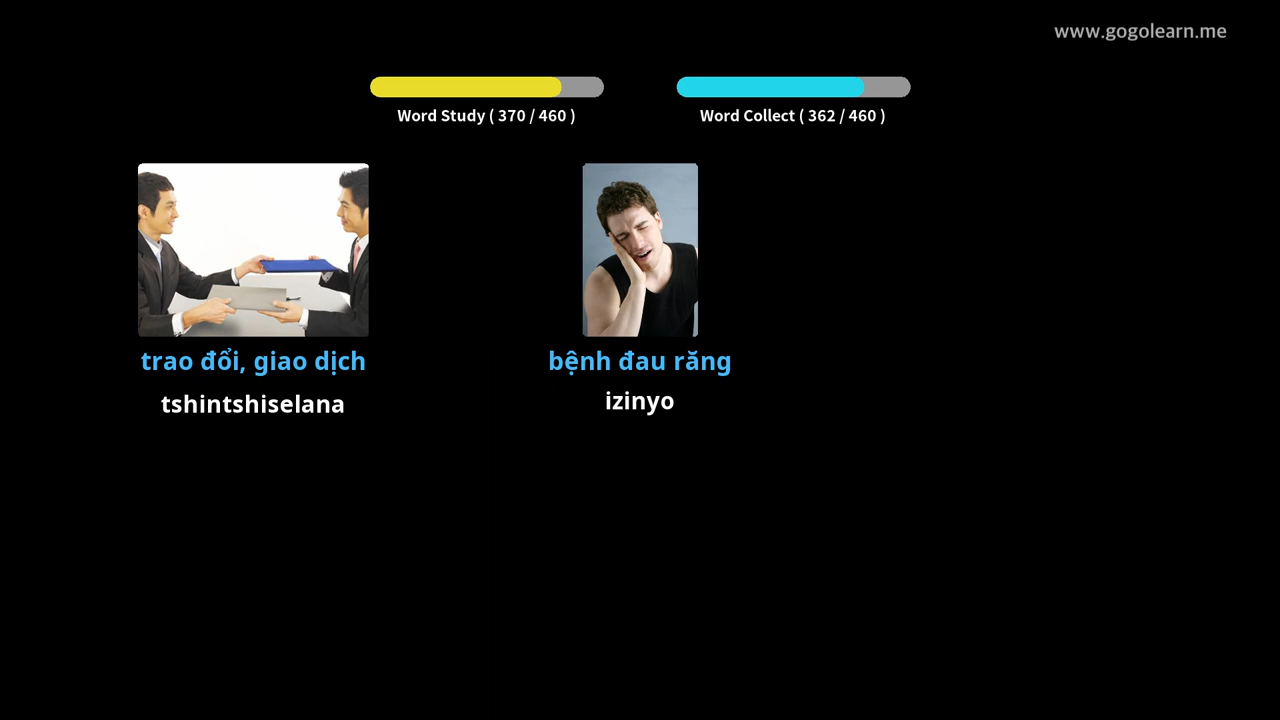 www.gogolearn.me
Word Study ( 370 / 460 )
Word Collect ( 362 / 460 )
trao đổi, giao dịch
tshintshiselana
bệnh đau răng
izinyo